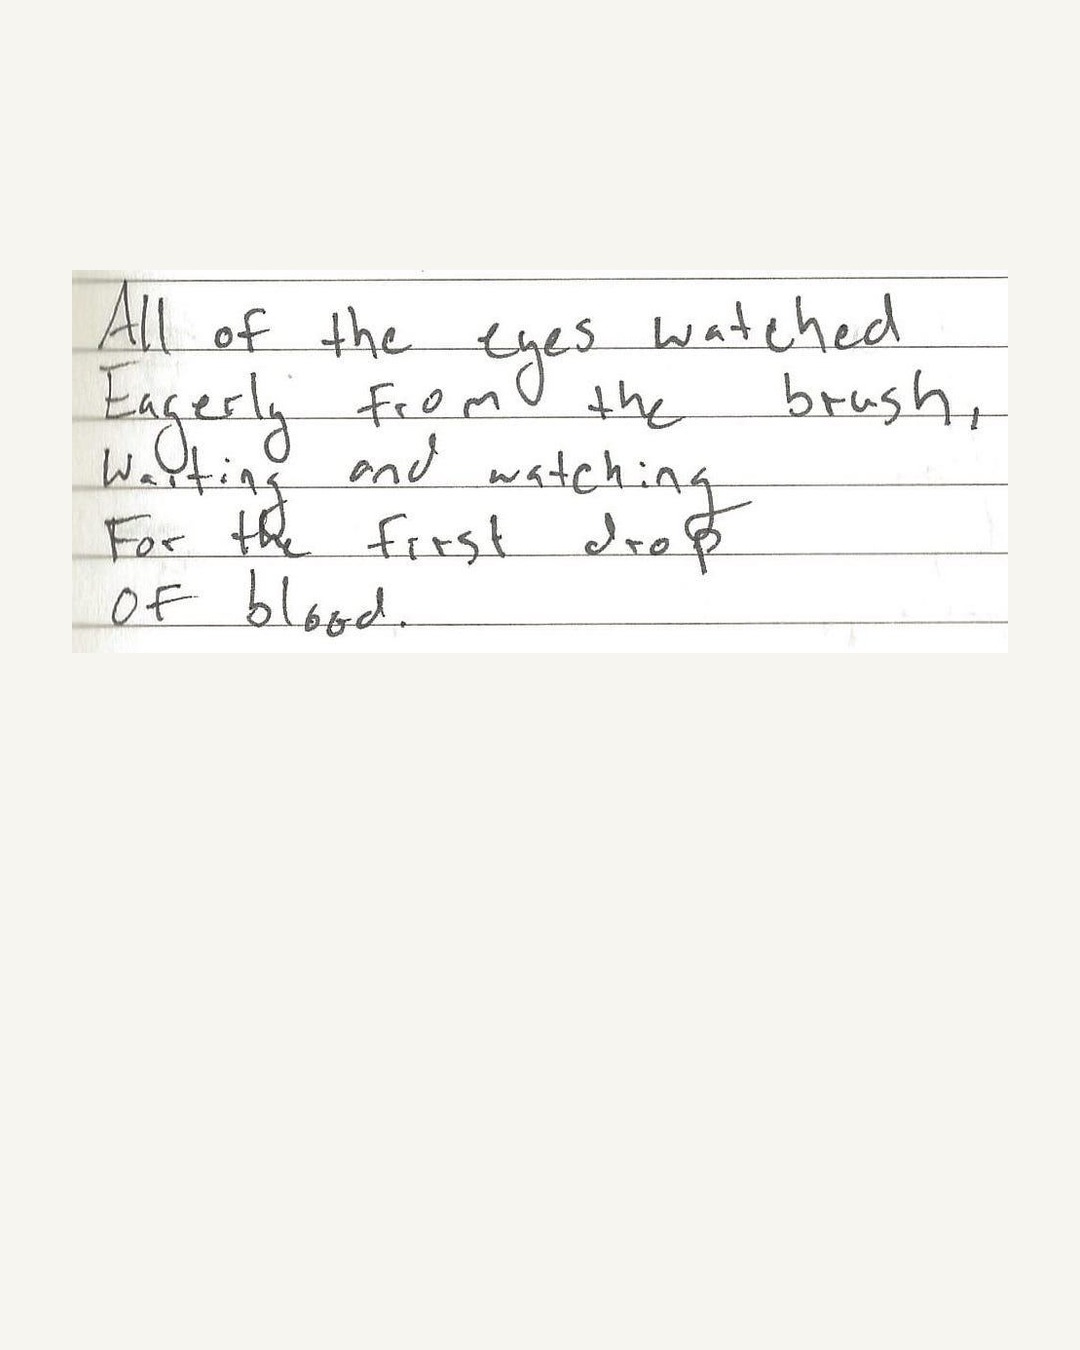 All of the eyes watched
Eagerly from the brush,
Waiting and watching
For the first drop
OF blood.